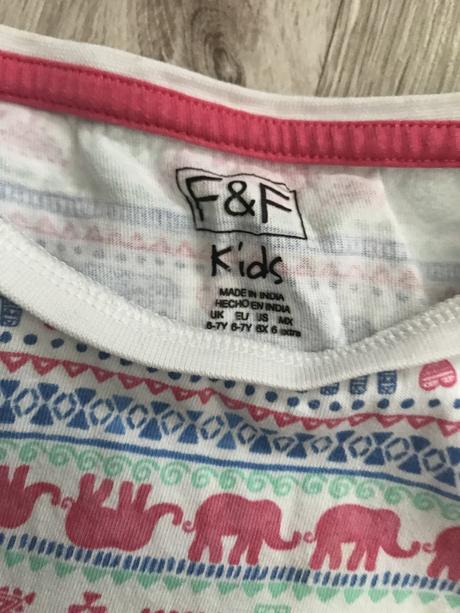 F&F
Kids
MADE IN INDIA
HECHO EN INDIA
UK EU US MX
6-7Y 6-7Y 6X 6 extra